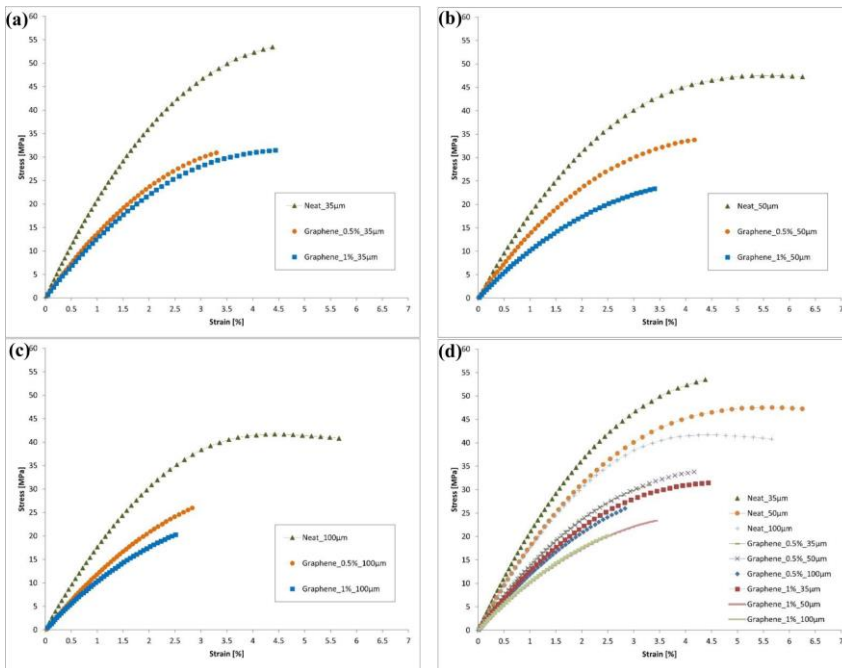 (a)
60
55
50
45
40
35
30
25
20
15
10
5
0
Stress [MPa]
0 0.5 1 1.5 2 2.5 3 3.5 4 4.5 5 5.5 6 6.5 7
Strain [%]
Neat_35µm
Graphene_0.5%_35µm
Graphene_1%_35µm
(b)
60
55
50
45
40
35
30
25
20
15
10
5
0
Stress [MPa]
0 0.5 1 1.5 2 2.5 3 3.5 4 4.5 5 5.5 6 6.5 7
Strain [%]
Neat_50µm
Graphene_0.5%_50µm
Graphene_1%_50µm
(c)
60
55
50
45
40
35
30
25
20
15
10
5
0
Stress [MPa]
0 0.5 1 1.5 2 2.5 3 3.5 4 4.5 5 5.5 6 6.5 7
Strain [%]
Neat_100µm
Graphene_0.5%_100µm
Graphene_1%_100µm
(d)
60
55
50
45
40
35
30
25
20
15
10
5
0
Stress [MPa]
0 0.5 1 1.5 2 2.5 3 3.5 4 4.5 5 5.5 6 6.5 7
Strain [%]
Neat_35µm
Neat_50µm
Neat_100µm
Graphene_0.5%_35µm
Graphene_0.5%_50µm
Graphene_0.5%_100µm
Graphene_1%_35µm
Graphene_1%_50µm
Graphene_1%_100µm